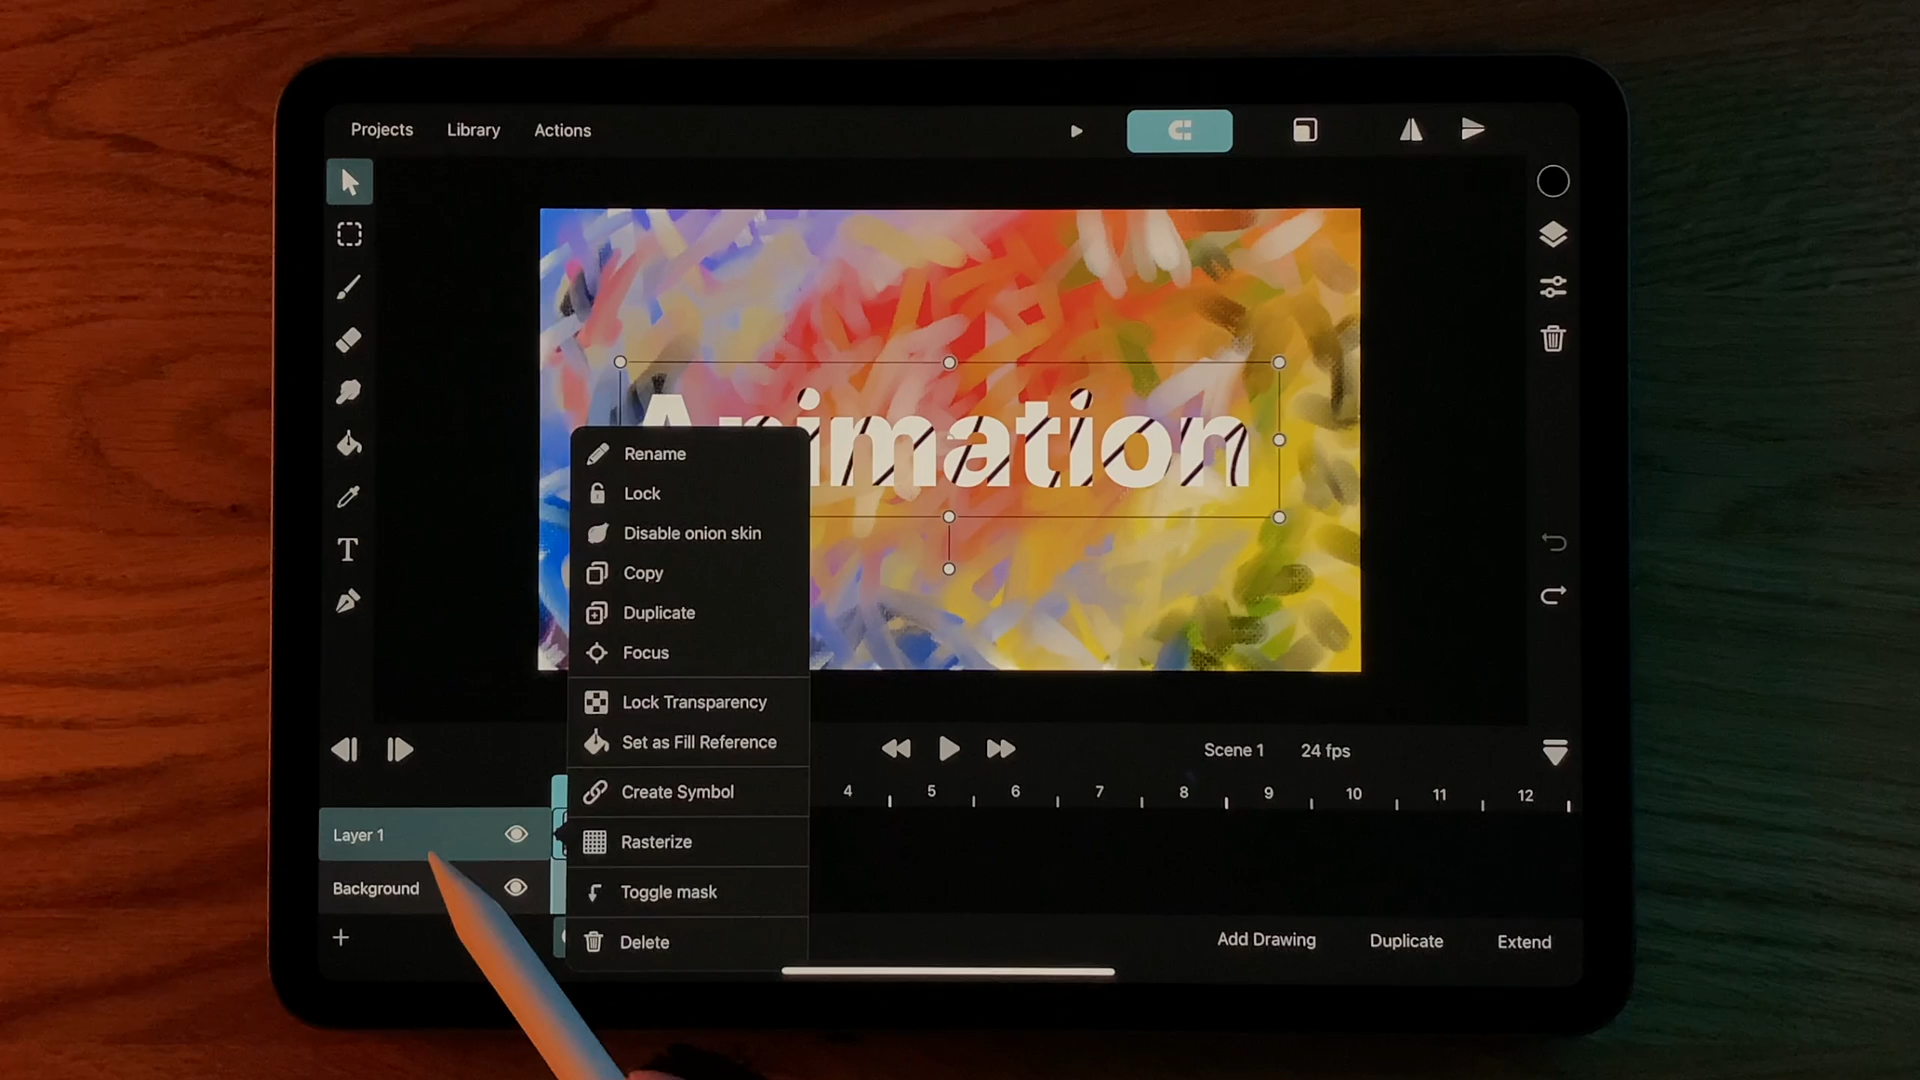 Projects Library Actions
Animation
Rename
Lock
Disable onion skin
Copy
Duplicate
Focus
Lock Transparency
Set as Fill Reference
Create Symbol
Rasterize
Toggle mask
Delete
T
Scene 1 24 fps
4 5 6 7 8 9 10 11 12
Layer 1
Background
Add Drawing Duplicate Extend